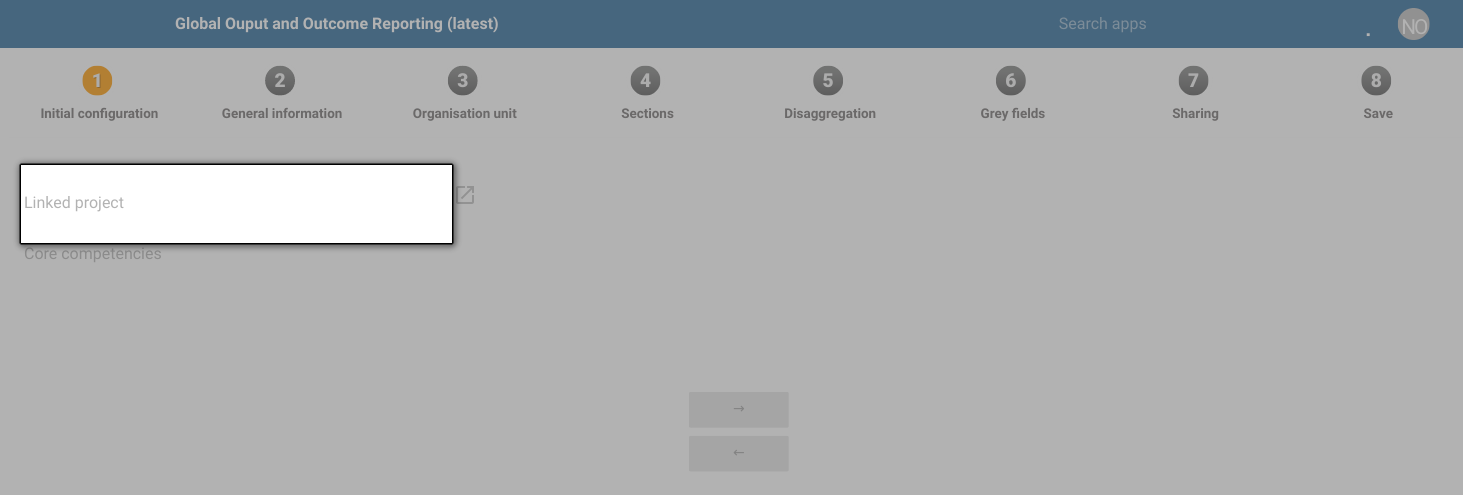 Global Ouput and Outcome Reporting (latest)
Search apps
NO
1
2
3
4
5
6
7
8
Initial configuration
General information
Organisation unit
Sections
Disaggregation
Grey fields
Sharing
Save
Linked project
Core competencies
→
←